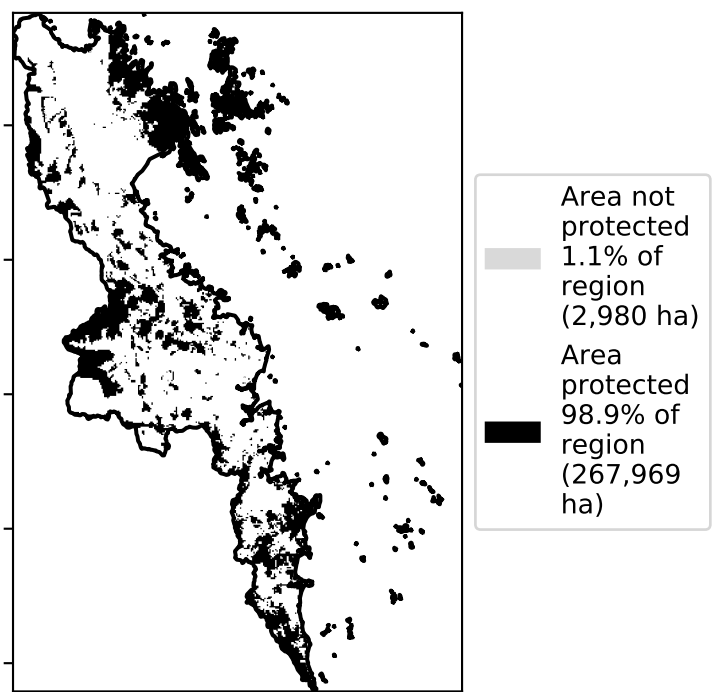 Area not
protected
1.1% of
region
(2,980 ha)
Area
protected
98.9% of
region
(267,969
ha)